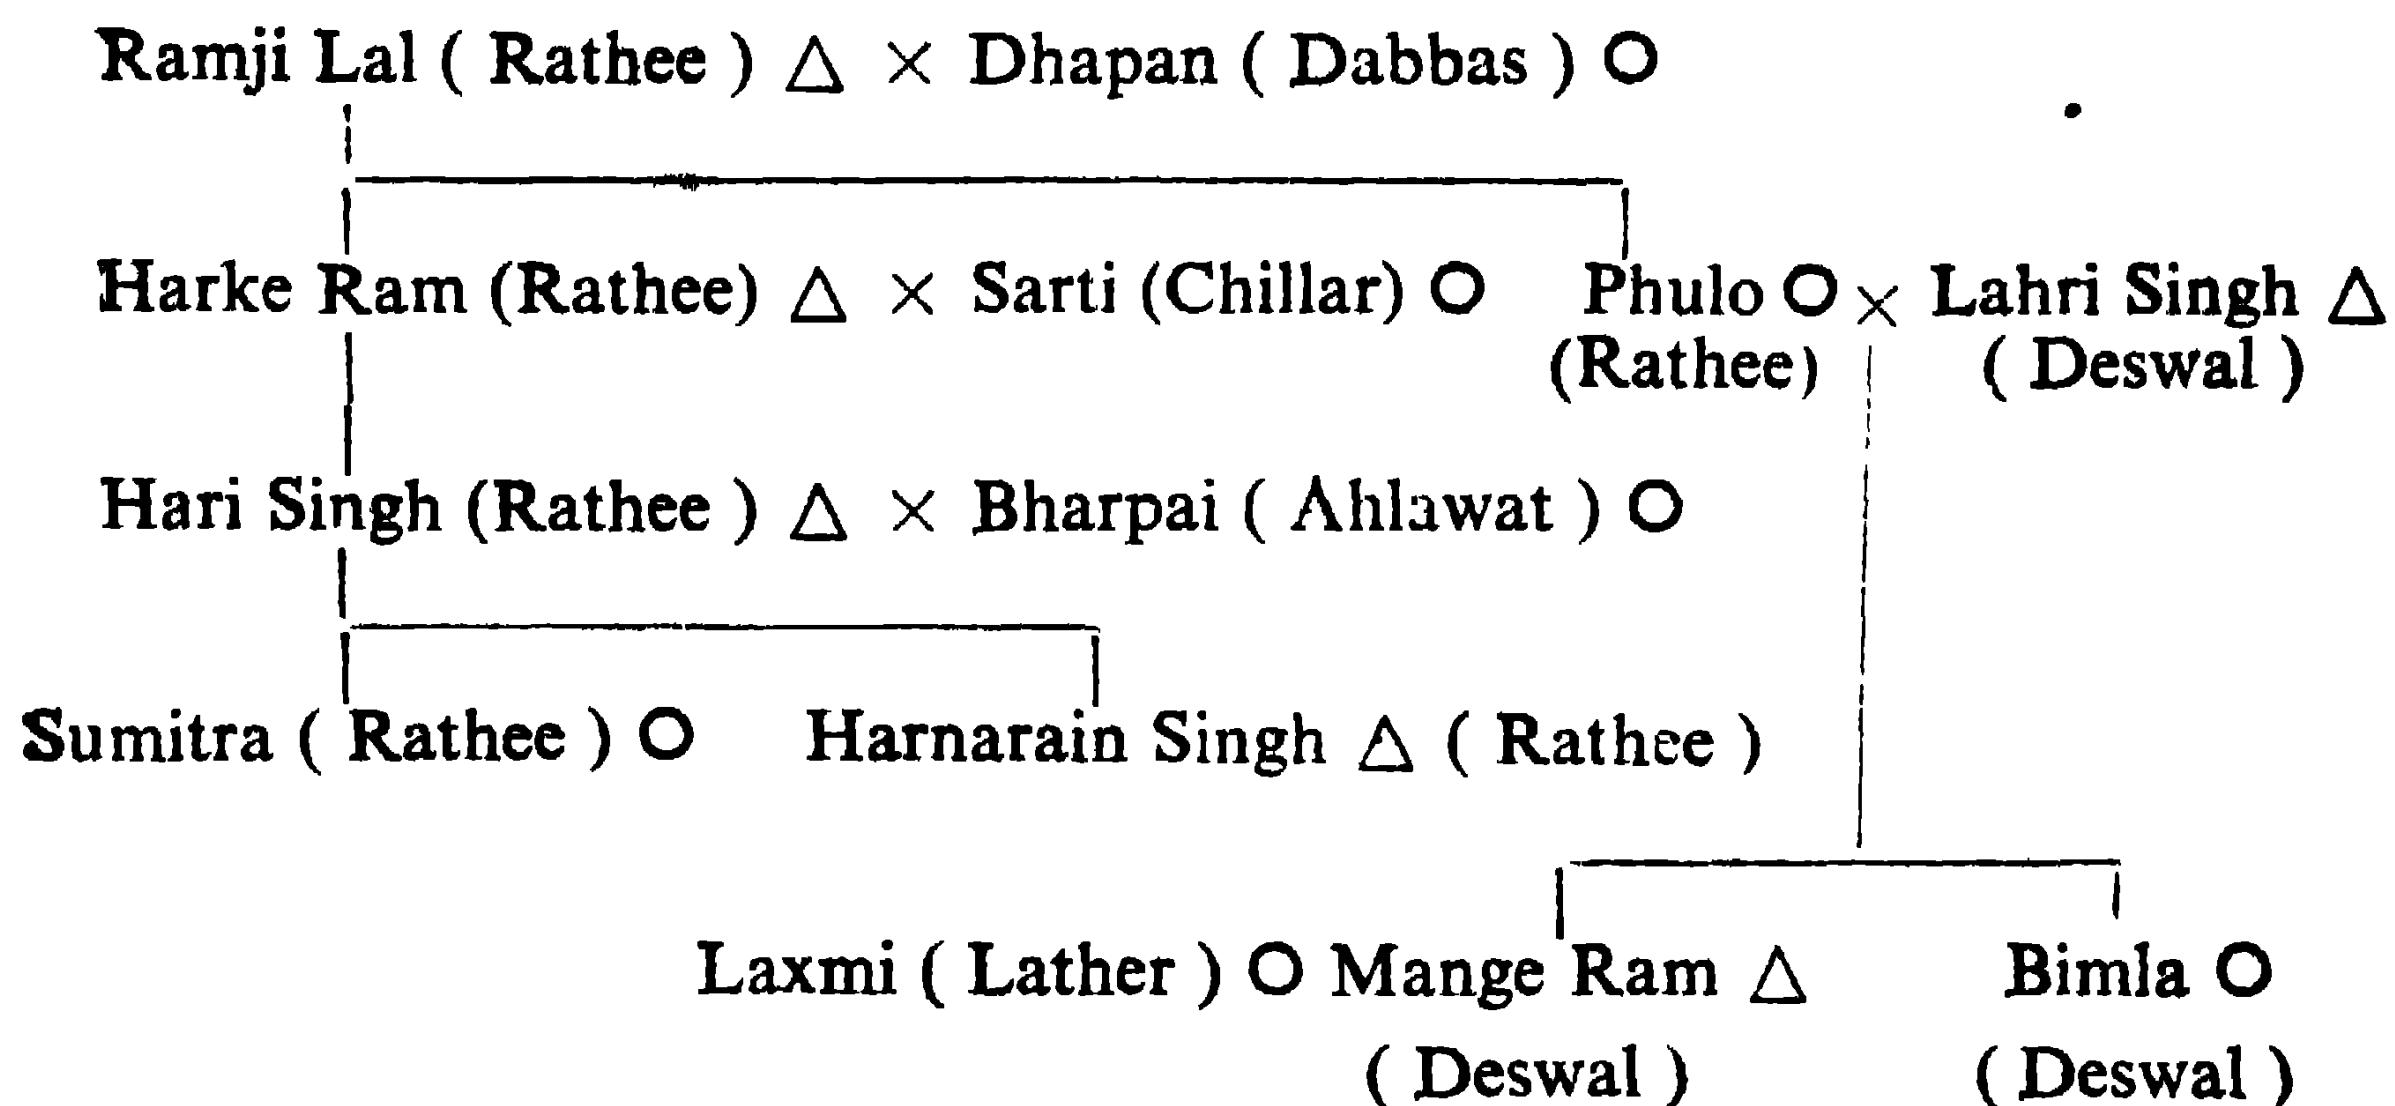 Ramji Lal ( Rathee ) △ × Dhapan ( Dabbas ) O
Harke Ram (Rathee) △ × Sarti (Chillar) O Phulo O × Lahri Singh △
(Rathee) ( Deswal )
Hari Singh (Rathee ) △ × Bharpai ( Ahlawat ) O
Sumitra ( Rathee ) O Harnarain Singh △ ( Rathee )
Laxmi ( Lather ) O Mange Ram △ Bimla O
( Deswal ) ( Deswal )